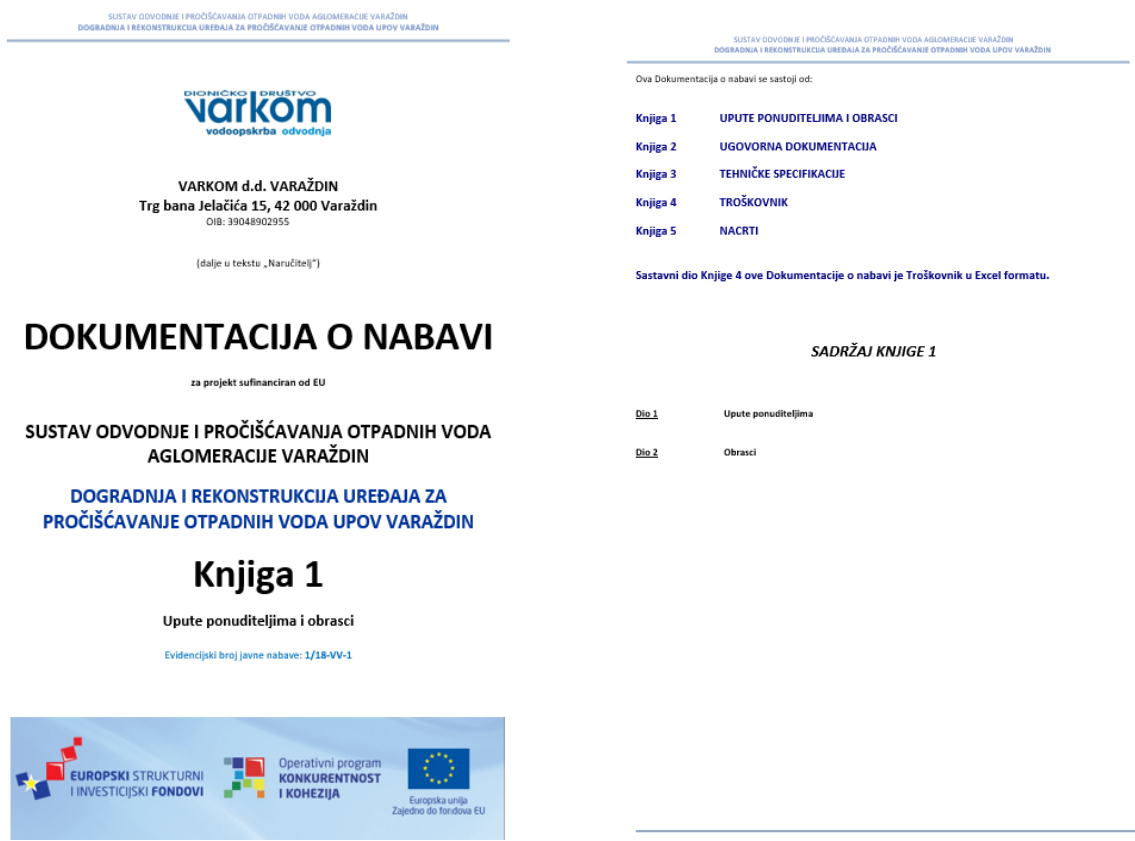 SUSTAV ODVODNJE I PROČIŠĆAVANJA OTPADNIH VODA AGLOMERACIJE VARAŽDIN
DOGRADNJA I REKONSTRUKCIJA UREĐAJA ZA PROČIŠĆAVANJE OTPADNIH VODA UPOV VARAŽDIN
DIONIČKO DRUŠTVO
varkom
vodoopskrba odvodnja
VARKOM d.d. VARAŽDIN
Trg bana Jelačića 15, 42 000 Varaždin
OIB: 39048902955
(dalje u tekstu „Naručitelj“)
DOKUMENTACIJA O NABAVI
za projekt sufinanciran od EU
SUSTAV ODVODNJE I PROČIŠĆAVANJA OTPADNIH VODA
AGLOMERACIJE VARAŽDIN
DOGRADNJA I REKONSTRUKCIJA UREĐAJA ZA
PROČIŠĆAVANJE OTPADNIH VODA UPOV VARAŽDIN
Knjiga 1
Upute ponuditeljima i obrasci
Evidencijski broj javne nabave: 1/18-VV-1
EUROPSKI STRUKTURNI
I INVESTICIJSKI FONDOVI
Operativni program
KONKURENTNOST
I KOHEZIJA
Europska unija
Zajedno do fondova EU
SUSTAV ODVODNJE I PROČIŠĆAVANJA OTPADNIH VODA AGLOMERACIJE VARAŽDIN
DOGRADNJA I REKONSTRUKCIJA UREĐAJA ZA PROČIŠĆAVANJE OTPADNIH VODA UPOV VARAŽDIN
Ova Dokumentacija o nabavi se sastoji od:
Knjiga 1 UPUTE PONUDITELJIMA I OBRASCI
Knjiga 2 UGOVORNA DOKUMENTACIJA
Knjiga 3 TEHNIČKE SPECIFIKACIJE
Knjiga 4 TROŠKOVNIK
Knjiga 5 NACRTI
Sastavni dio Knjige 4 ove Dokumentacije o nabavi je Troškovnik u Excel formatu.
SADRŽAJ KNJIGE 1
Dio 1 Upute ponuditeljima
Dio 2 Obrasci